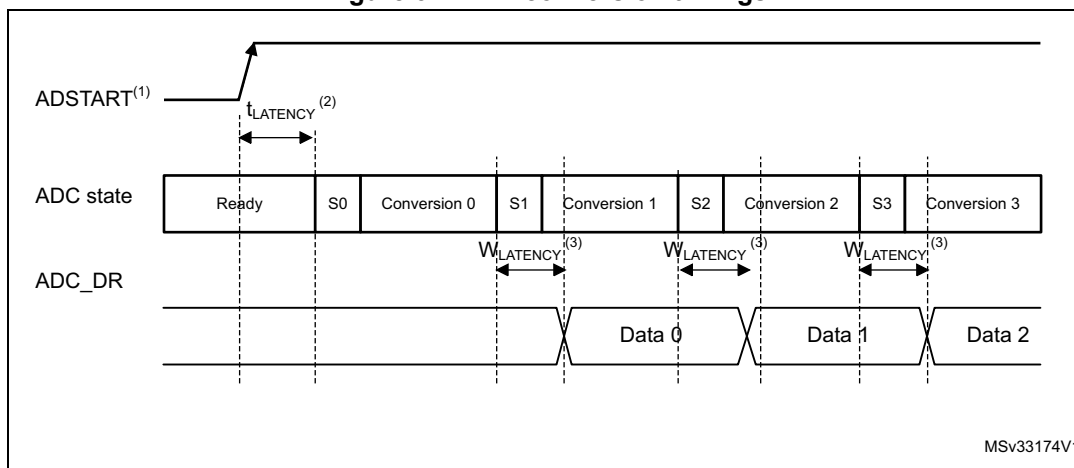 ADSTART(1)
tLATENCY(2)
ADC state
Ready S0 Conversion 0 S1 Conversion 1 S2 Conversion 2 S3 Conversion 3
WLATENCY(3) WLATENCY(3) WLATENCY(3)
ADC_DR
Data 0 Data 1 Data 2
MSv33174V1